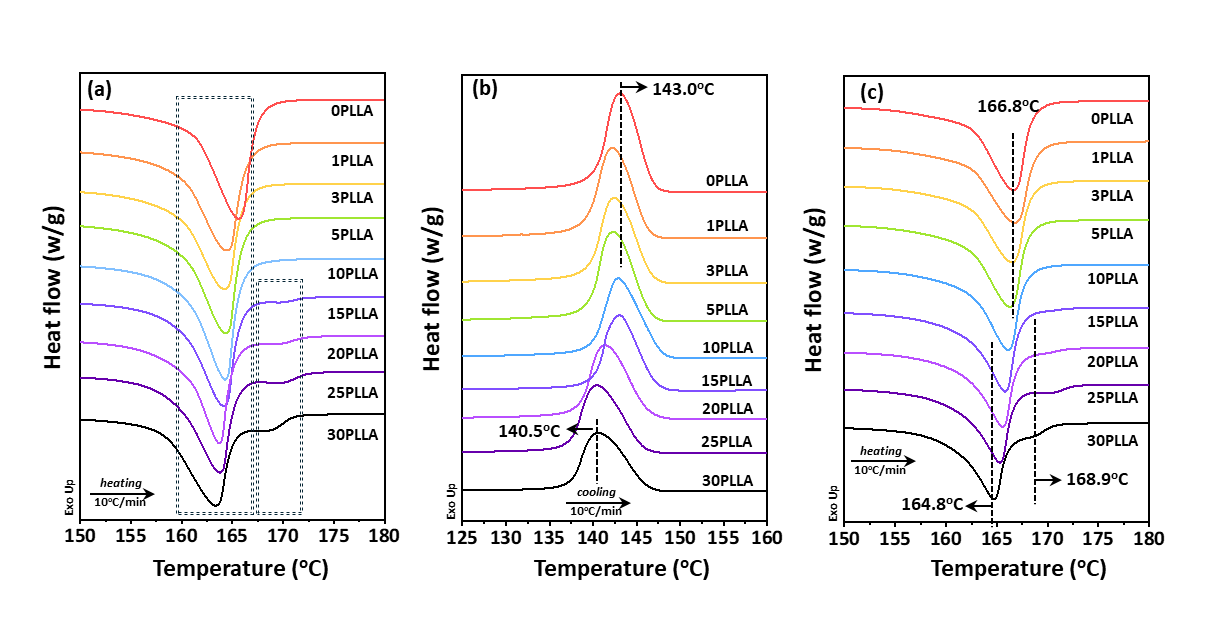 (a)
0PLLA
1PLLA
3PLLA
5PLLA
10PLLA
15PLLA
20PLLA
25PLLA
30PLLA
Heat flow (w/g)
Exo Up
heating
10°C/min
150 155 160 165 170 175 180
Temperature (°C)
(b)
143.0°C
0PLLA
1PLLA
3PLLA
5PLLA
10PLLA
15PLLA
20PLLA
140.5°C
25PLLA
30PLLA
Heat flow (w/g)
Exo Up
cooling
10°C/min
125 130 135 140 145 150 155 160
Temperature (°C)
(c)
166.8°C
0PLLA
1PLLA
3PLLA
5PLLA
10PLLA
15PLLA
20PLLA
25PLLA
30PLLA
Heat flow (w/g)
Exo Up
heating
10°C/min
168.9°C
164.8°C
150 155 160 165 170 175 180
Temperature (°C)